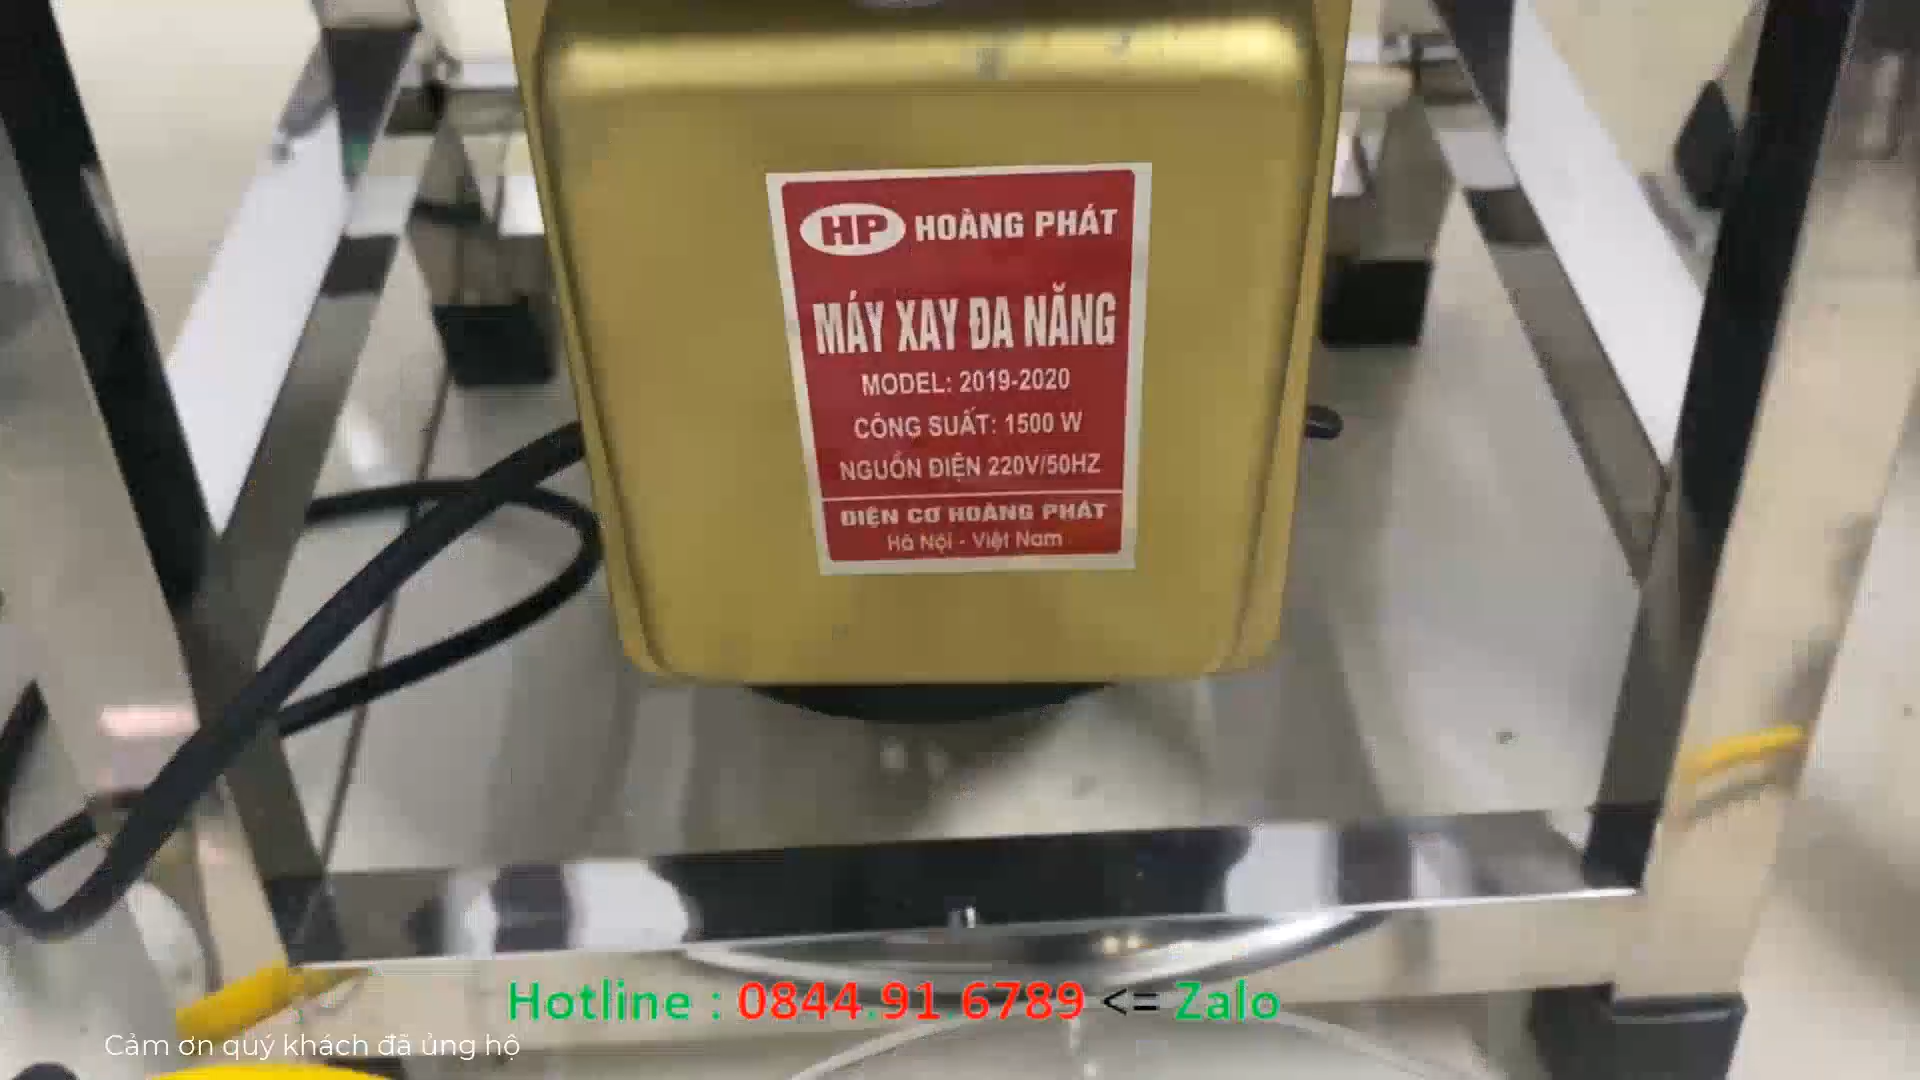 HP HOÀNG PHÁT
MÁY XAY ĐA NĂNG
MODEL: 2019-2020
CÔNG SUẤT: 1500 W
NGUỒN ĐIỆN 220V/50HZ
ĐIỆN CƠ HOÀNG PHÁT
Hà Nội - Việt Nam
Hotline : 0844.91 6789 <= Zalo
Cảm ơn quý khách đã ủng hộ